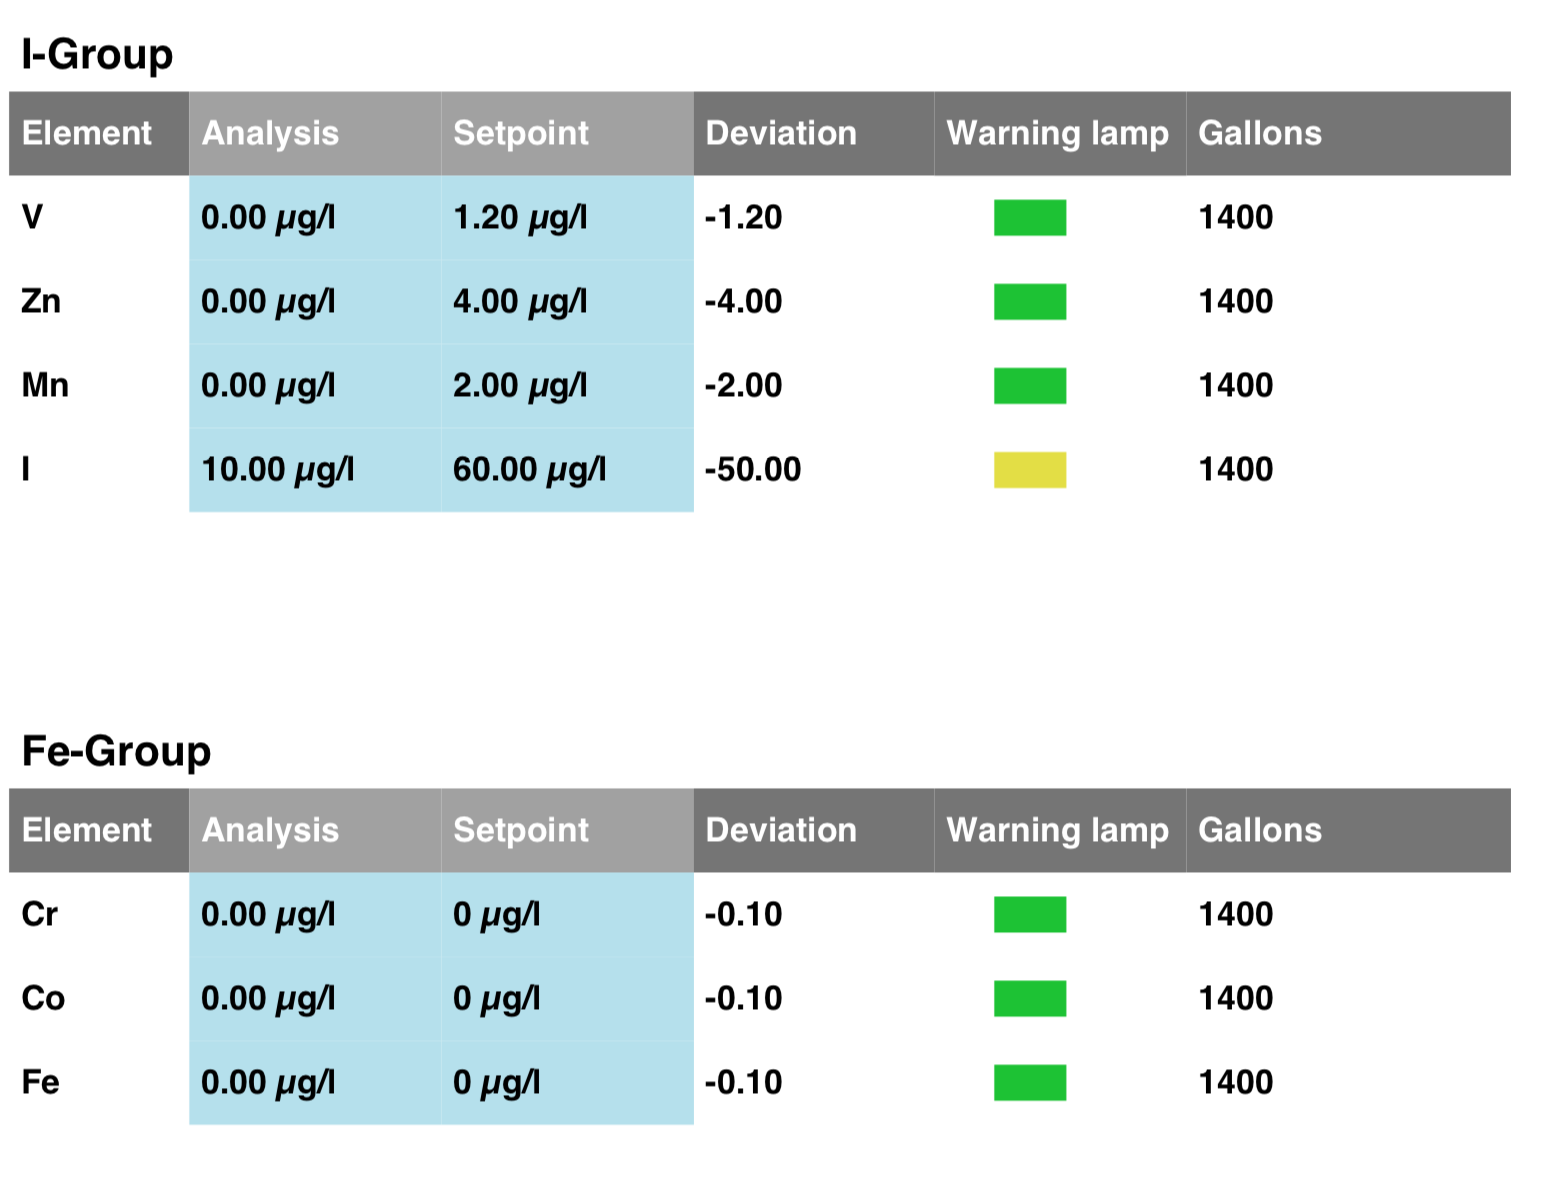 I-Group
Element Analysis Setpoint Deviation Warning lamp Gallons
V 0.00 µg/l 1.20 µg/l -1.20 1400
Zn 0.00 µg/l 4.00 µg/l -4.00 1400
Mn 0.00 µg/l 2.00 µg/l -2.00 1400
I 10.00 µg/l 60.00 µg/l -50.00 1400
Fe-Group
Element Analysis Setpoint Deviation Warning lamp Gallons
Cr 0.00 µg/l 0 µg/l -0.10 1400
Co 0.00 µg/l 0 µg/l -0.10 1400
Fe 0.00 µg/l 0 µg/l -0.10 1400